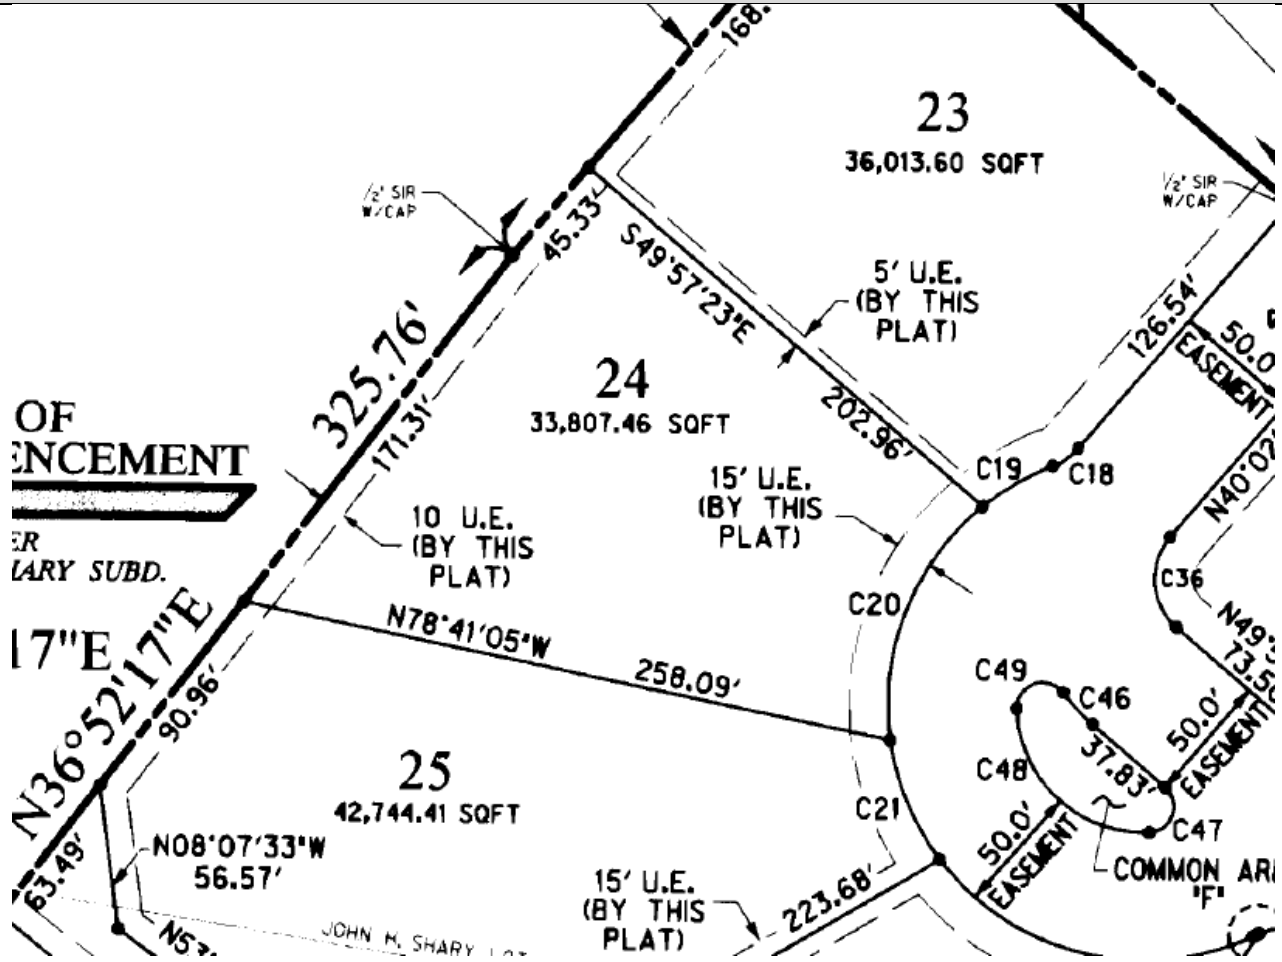 168.
23
36,013.60 SQFT
1/2" SIR
W/CAP
1/2" SIR
W/CAP
45.33'
S49°57'23"E
5' U.E.
(BY THIS
PLAT)
126.54'
50.0
EASEMENT
325.76'
24
33,807.46 SQFT
171.31'
202.96'
OF
ENCEMENT
C19
C18
15' U.E.
(BY THIS
PLAT)
10 U.E.
(BY THIS
PLAT)
N40°02
ER
IARY SUBD.
C36
C20
N78°41'05"W
258.09'
17"E
N36°52'17"E
90.96'
N49°
73.50
C49
C46
50.0'
EASEMENT
25
42,744.41 SQFT
C48
37.83'
C21
C47
50.0'
EASEMENT
N08°07'33"W
56.57'
63.49'
COMMON ARE
"F"
15' U.E.
(BY THIS
PLAT)
223.68'
JOHN H. SHARY LOT
N53°